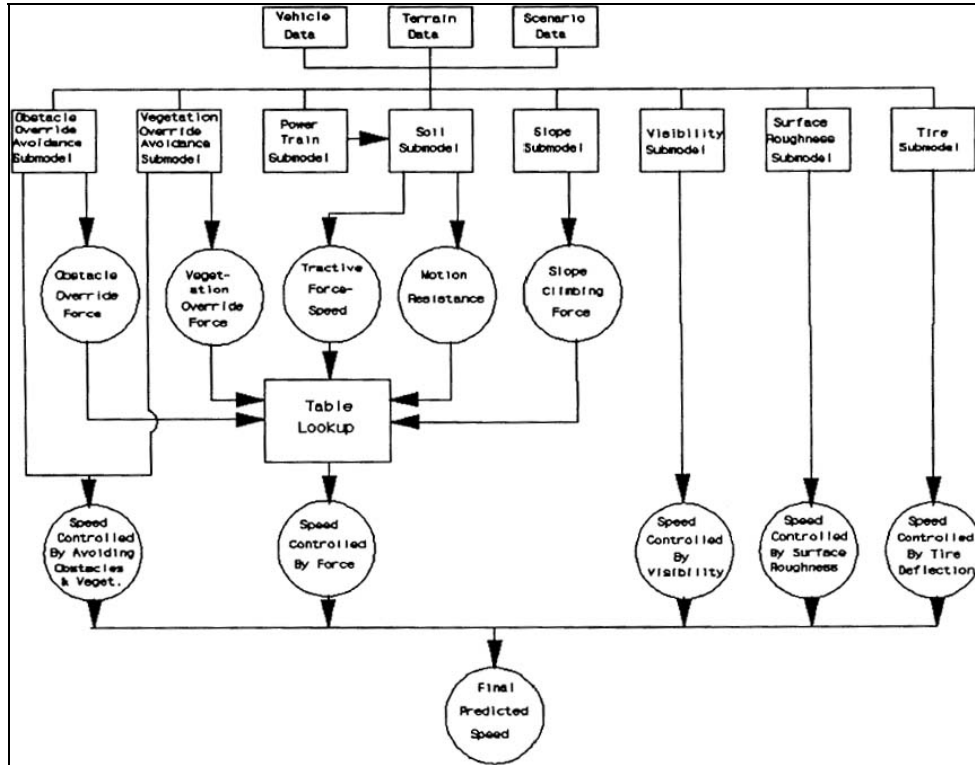 Vehicle
Data
Terrain
Data
Scenario
Data
Obstacle
Override
Avoidance
Submodel
Vegetation
Override
Avoidance
Submodel
Power
Train
Submodel
Soil
Submodel
Slope
Submodel
Visibility
Submodel
Surface
Roughness
Submodel
Tire
Submodel
Obstacle
Override
Force
Veget-
ation
Override
Force
Tractive
Force-
Speed
Motion
Resistance
Slope
Climbing
Force
Table
Lookup
Speed
Controlled
By Avoiding
Obstacles
& Veget.
Speed
Controlled
By Force
Speed
Controlled
By
Visibility
Speed
Controlled
By Surface
Roughness
Speed
Controlled
By Tire
Deflection
Final
Predicted
Speed